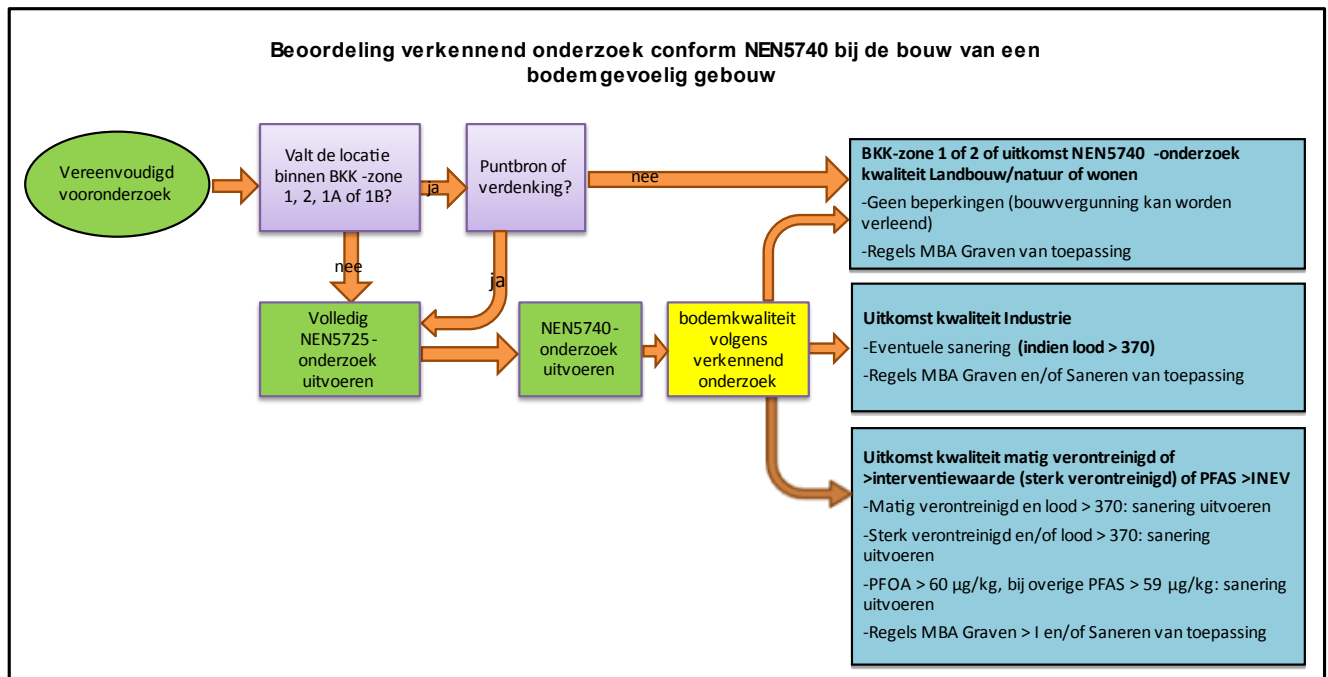 Beoordeling verkennend onderzoek conform NEN5740 bij de bouw van een
bodemgevoelig gebouw
Vereenvoudigd
vooronderzoek
Valt de locatie
binnen BKK -zone
1, 2, 1A of 1B?
ja
Puntbron of
verdenking?
nee
BKK-zone 1 of 2 of uitkomst NEN5740 -onderzoek
kwaliteit Landbouw/natuur of wonen
-Geen beperkingen (bouwvergunning kan worden
verleend)
-Regels MBA Graven van toepassing
nee
ja
Volledig
NEN5725-
onderzoek
uitvoeren
NEN5740-
onderzoek
uitvoeren
bodemkwaliteit
volgens
verkennend
onderzoek
Uitkomst kwaliteit Industrie
-Eventuele sanering (indien lood > 370)
-Regels MBA Graven en/of Saneren van toepassing
Uitkomst kwaliteit matig verontreinigd of
>interventiewaarde (sterk verontreinigd) of PFAS >INEV
-Matig verontreinigd en lood > 370: sanering uitvoeren
-Sterk verontreinigd en/of lood > 370: sanering
uitvoeren
-PFOA > 60 µg/kg, bij overige PFAS > 59 µg/kg: sanering
uitvoeren
-Regels MBA Graven > I en/of Saneren van toepassing